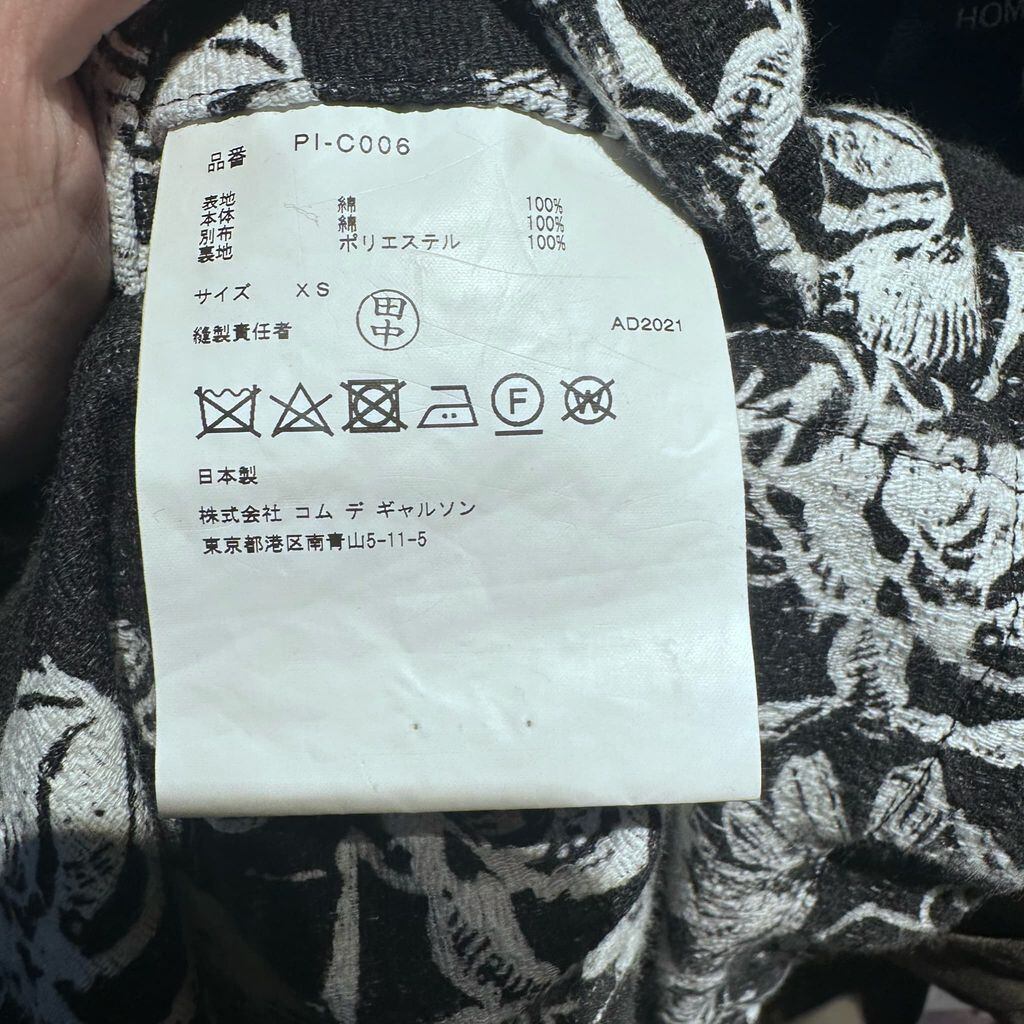 HOM
品番 PI-C006
表地
本体 綿 100%
別布 綿 100%
裏地 ポリエステル 100%
サイズ XS
縫製責任者 田中
AD2021
F
W
日本製
株式会社 コム デ ギャルソン
東京都港区南青山5-11-5